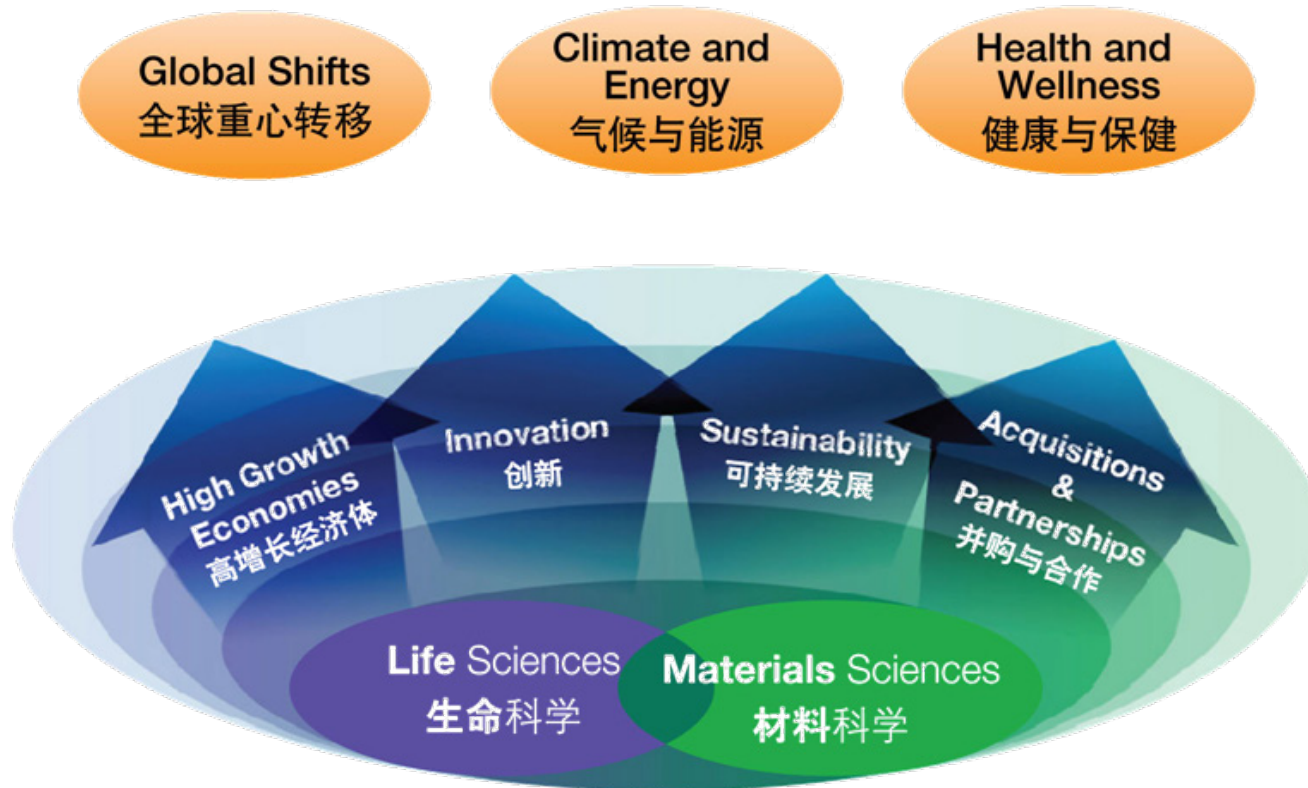 Global Shifts
全球重心转移
Climate and
Energy
气候与能源
Health and
Wellness
健康与保健
High Growth
Economies
高增长经济体
Innovation
创新
Sustainability
可持续发展
Acquisitions
&
Partnerships
并购与合作
Life Sciences
生命科学
Materials Sciences
材料科学